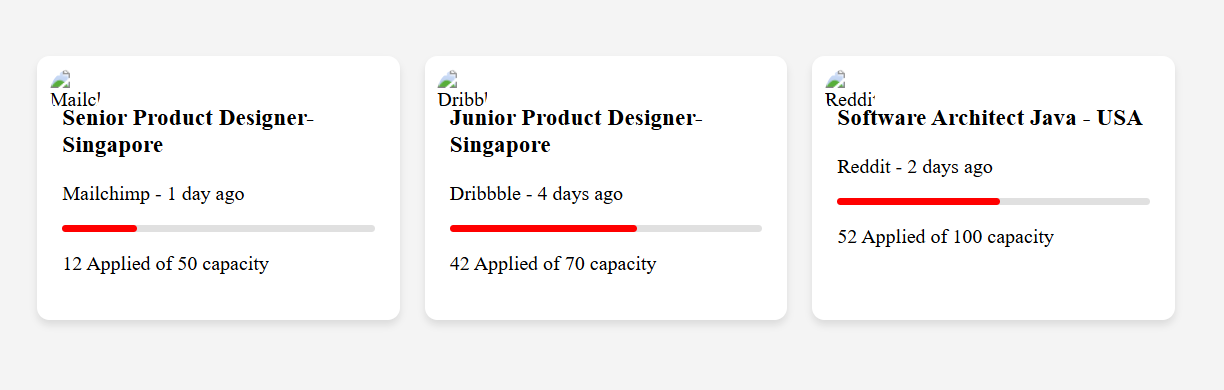 Mailcl
Senior Product Designer-
Singapore
Mailchimp - 1 day ago
12 Applied of 50 capacity
Dribb
Junior Product Designer-
Singapore
Dribbble - 4 days ago
42 Applied of 70 capacity
Reddit
Software Architect Java - USA
Reddit - 2 days ago
52 Applied of 100 capacity